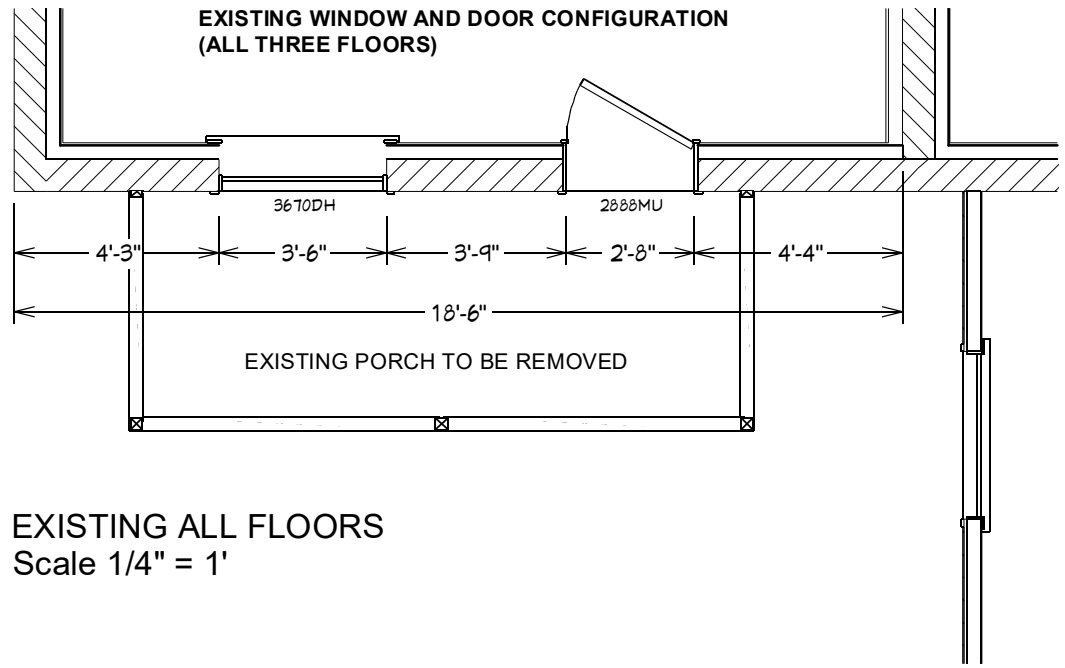 EXISTING WINDOW AND DOOR CONFIGURATION
(ALL THREE FLOORS)
3670DH
2888MU
4'-3"
3'-6"
3'-9"
2'-8"
4'-4"
18'-6"
EXISTING PORCH TO BE REMOVED
EXISTING ALL FLOORS
Scale 1/4" = 1'